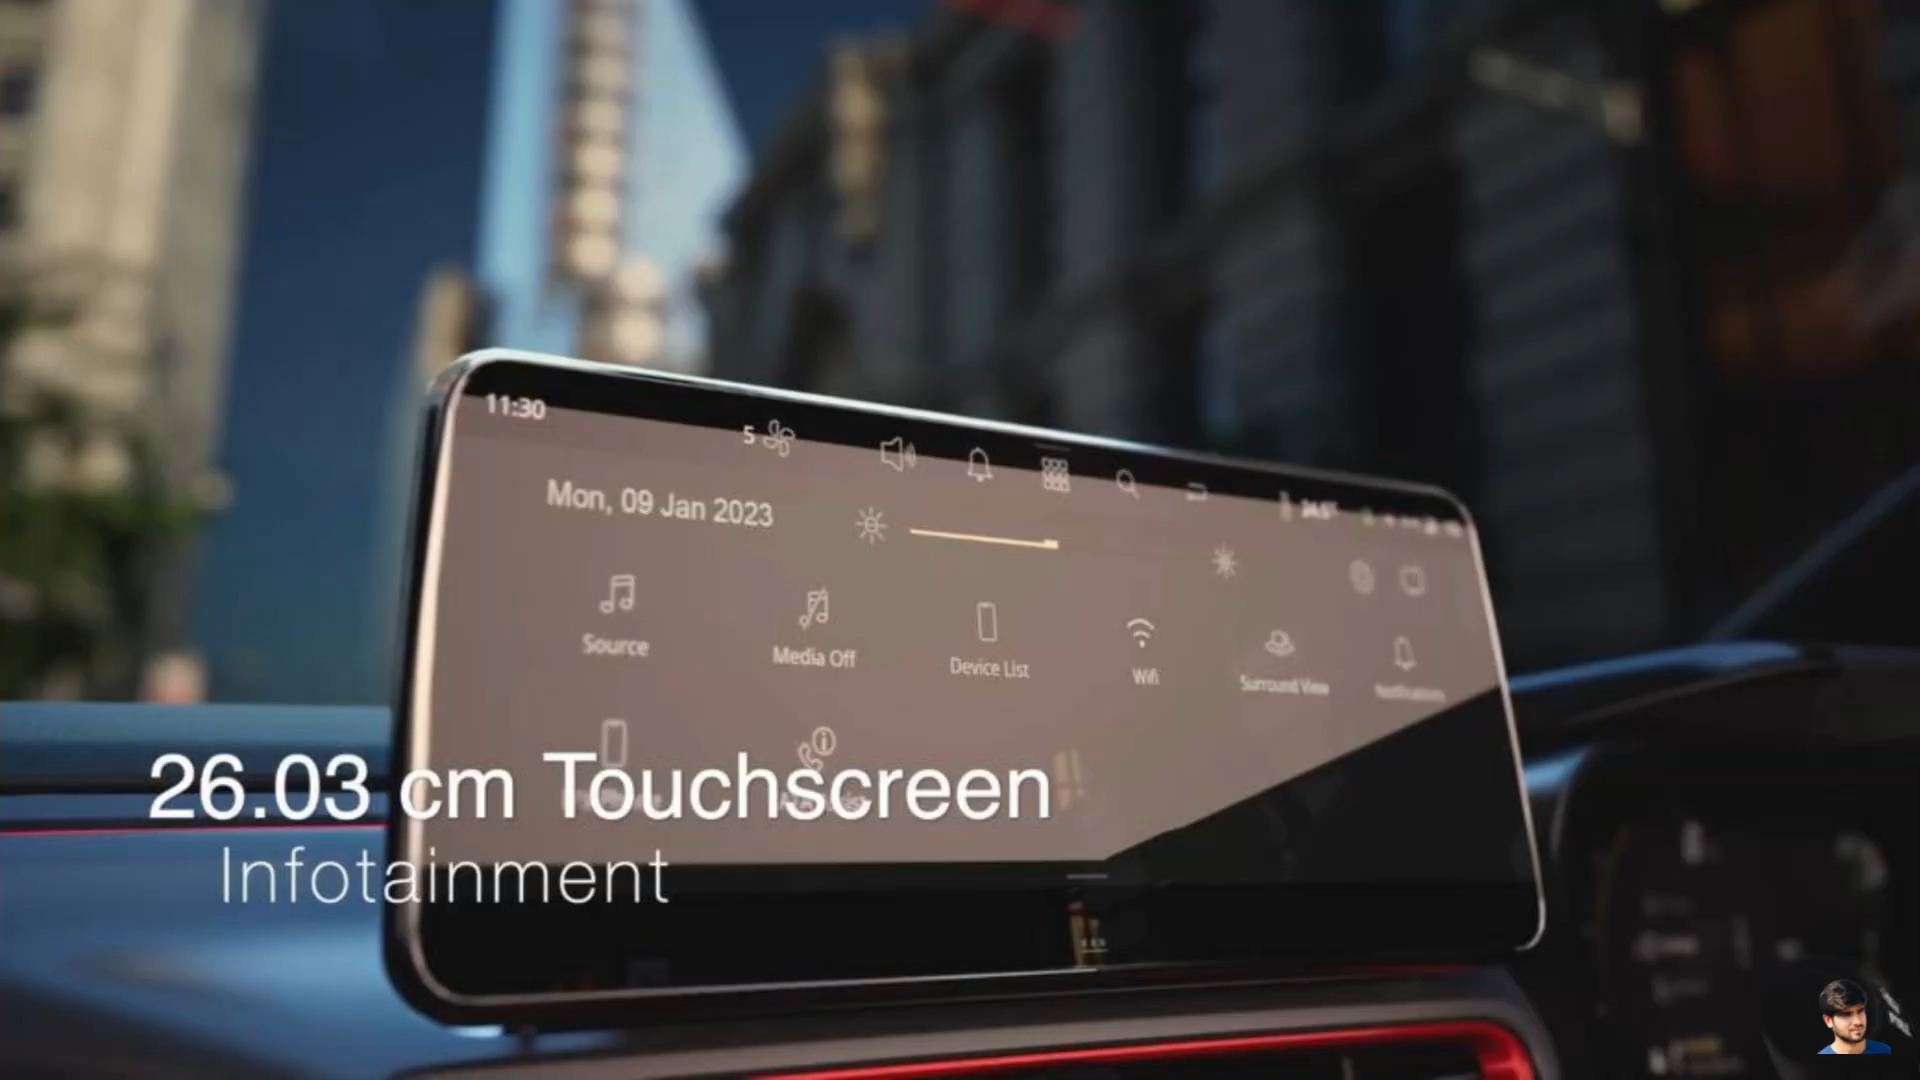 11:30
5
Mon, 09 Jan 2023
Source
Media Off
Device List
Wifi
Surround View
Notifications
26.03 cm Touchscreen
Infotainment